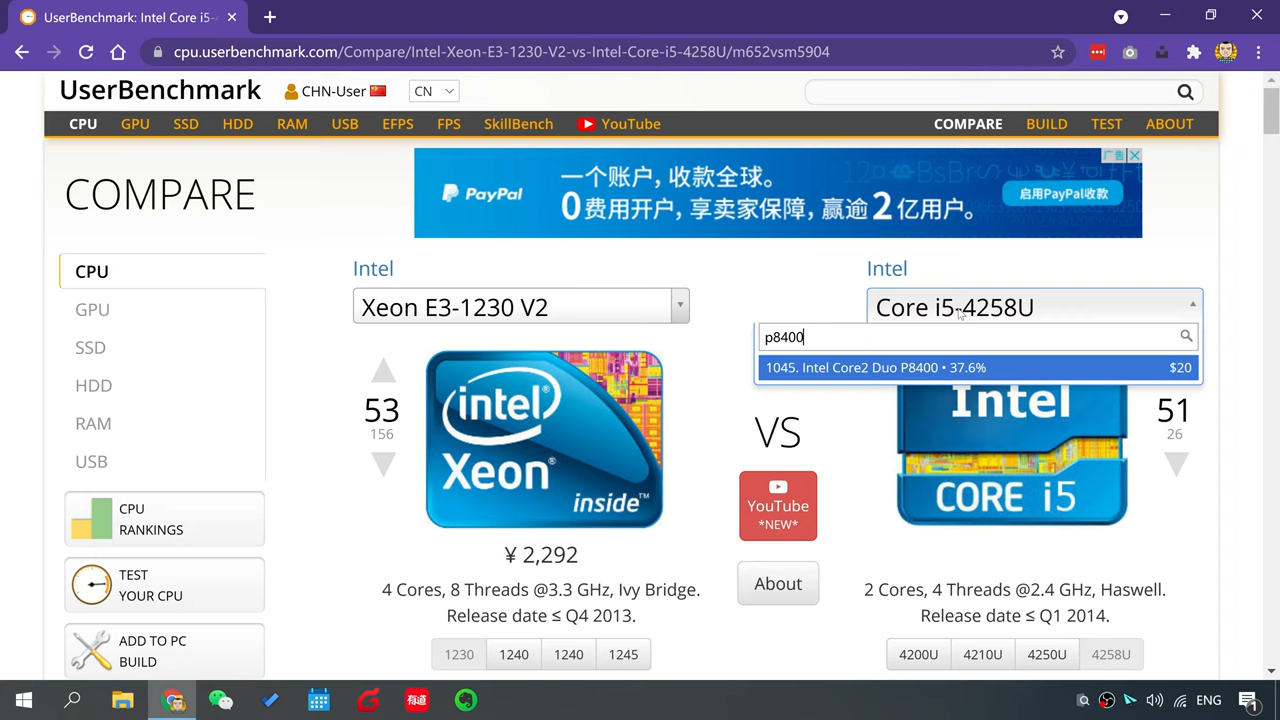 UserBenchmark: Intel Core i5-
cpu.userbenchmark.com/Compare/Intel-Xeon-E3-1230-V2-vs-Intel-Core-i5-4258U/m652vsm5904
UserBenchmark CHN-User CN
CPU GPU SSD HDD RAM USB EFPS FPS SkillBench YouTube COMPARE BUILD TEST ABOUT
COMPARE
广告
PayPal
一个账户,收款全球。
0费用开户,享卖家保障,赢逾2亿用户。
启用PayPal收款
CPU
GPU
SSD
HDD
RAM
USB
CPU
RANKINGS
TEST
YOUR CPU
ADD TO PC
BUILD
Intel
Xeon E3-1230 V2
53
156
intel
Xeon
inside™
¥ 2,292
4 Cores, 8 Threads @3.3 GHz, Ivy Bridge.
Release date ≤ Q4 2013.
1230 1240 1240 1245
VS
YouTube
*NEW*
About
Intel
Core i5-4258U
p8400
1045. Intel Core2 Duo P8400 • 37.6% $20
intel
CORE i5
51
26
2 Cores, 4 Threads @2.4 GHz, Haswell.
Release date ≤ Q1 2014.
4200U 4210U 4250U 4258U
有道
ENG
1